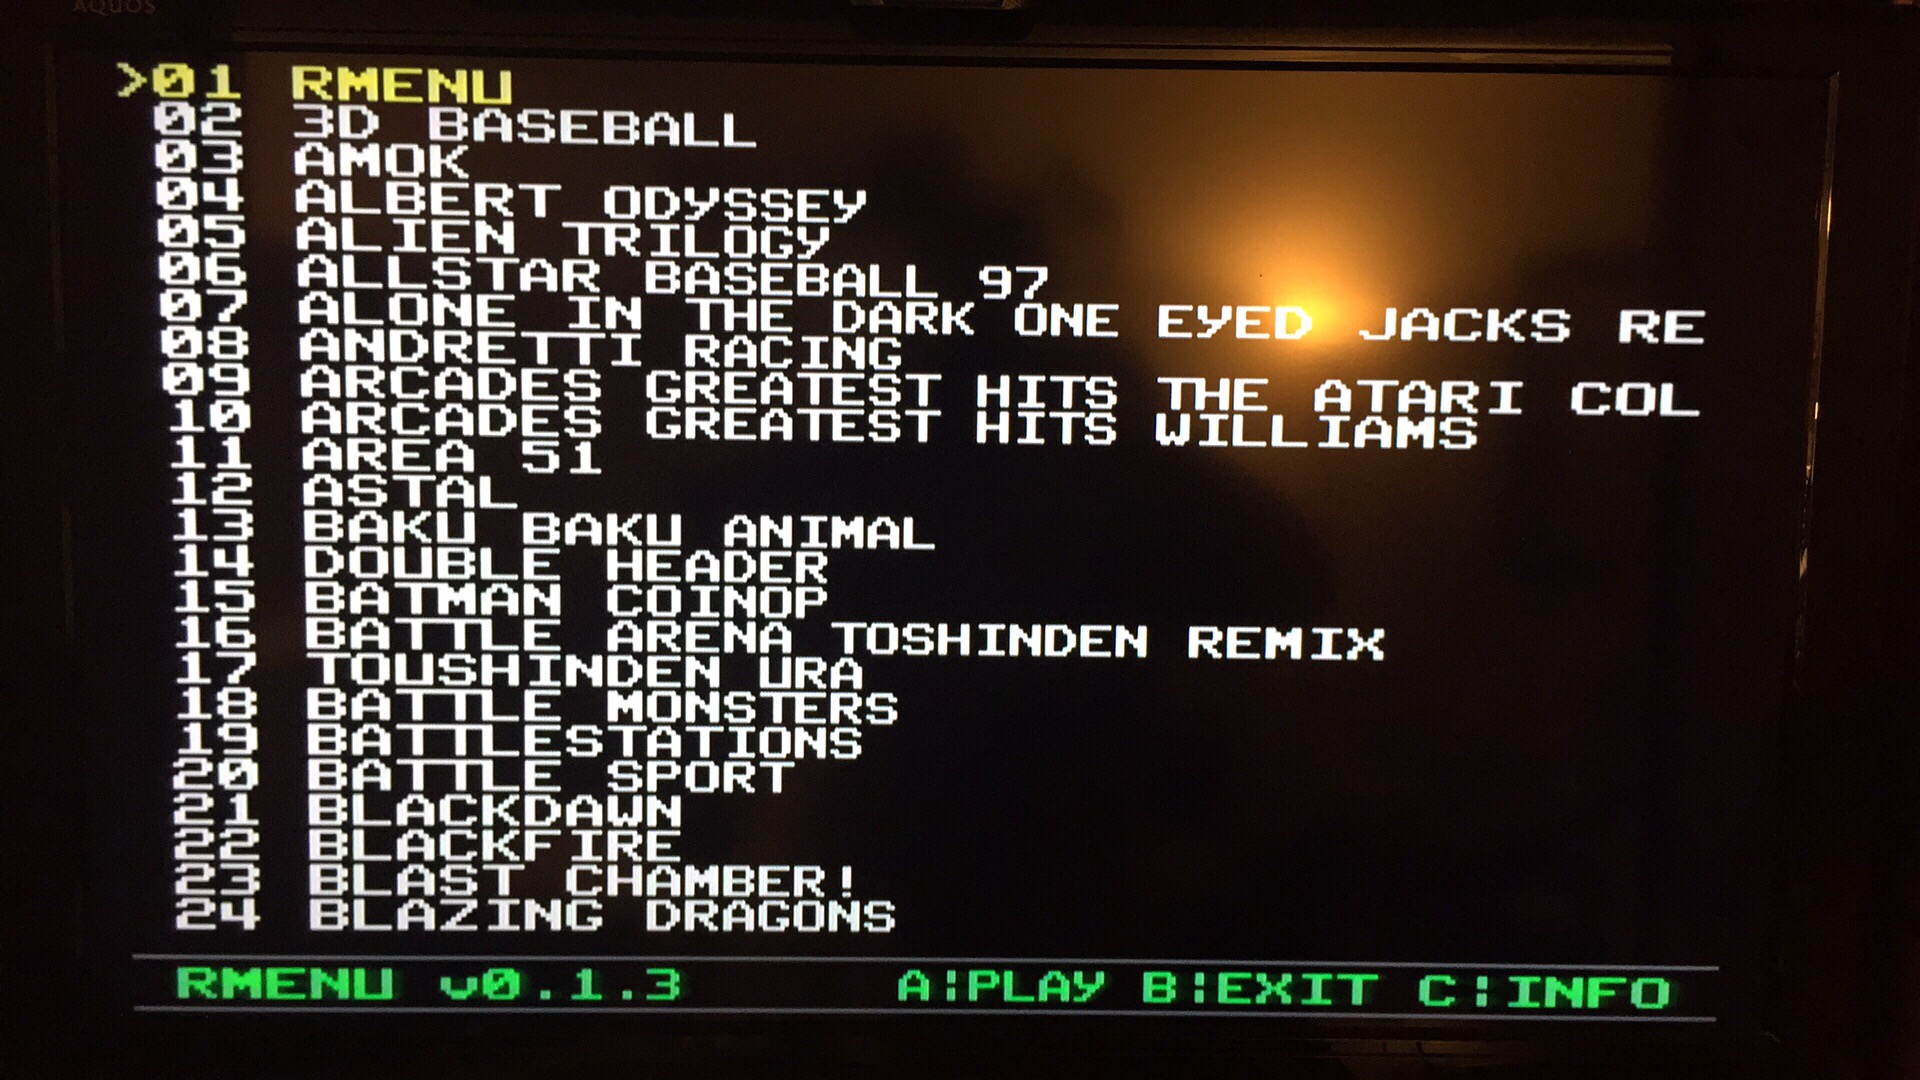 AQUOS
>01 RMENU
02 3D BASEBALL
03 AMOK
04 ALBERT ODYSSEY
05 ALIEN TRILOGY
06 ALLSTAR BASEBALL 97
07 ALONE IN THE DARK ONE EYED JACKS RE
08 ANDRETTI RACING
09 ARCADES GREATEST HITS THE ATARI COL
10 ARCADES GREATEST HITS WILLIAMS
11 AREA 51
12 ASTAL
13 BAKU BAKU ANIMAL
14 DOUBLE HEADER
15 BATMAN COINOP
16 BATTLE ARENA TOSHINDEN REMIX
17 TOUSHINDEN URA
18 BATTLE MONSTERS
19 BATTLESTATIONS
20 BATTLE SPORT
21 BLACKDAWN
22 BLACKFIRE
23 BLAST CHAMBER!
24 BLAZING DRAGONS
RMENU v0.1.3 A:PLAY B:EXIT C:INFO